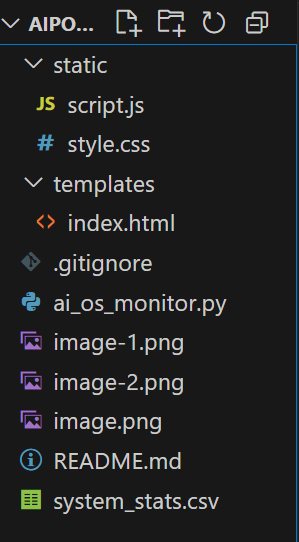 AIPO...
static
JS script.js
# style.css
templates
<> index.html
.gitignore
ai_os_monitor.py
image-1.png
image-2.png
image.png
README.md
system_stats.csv